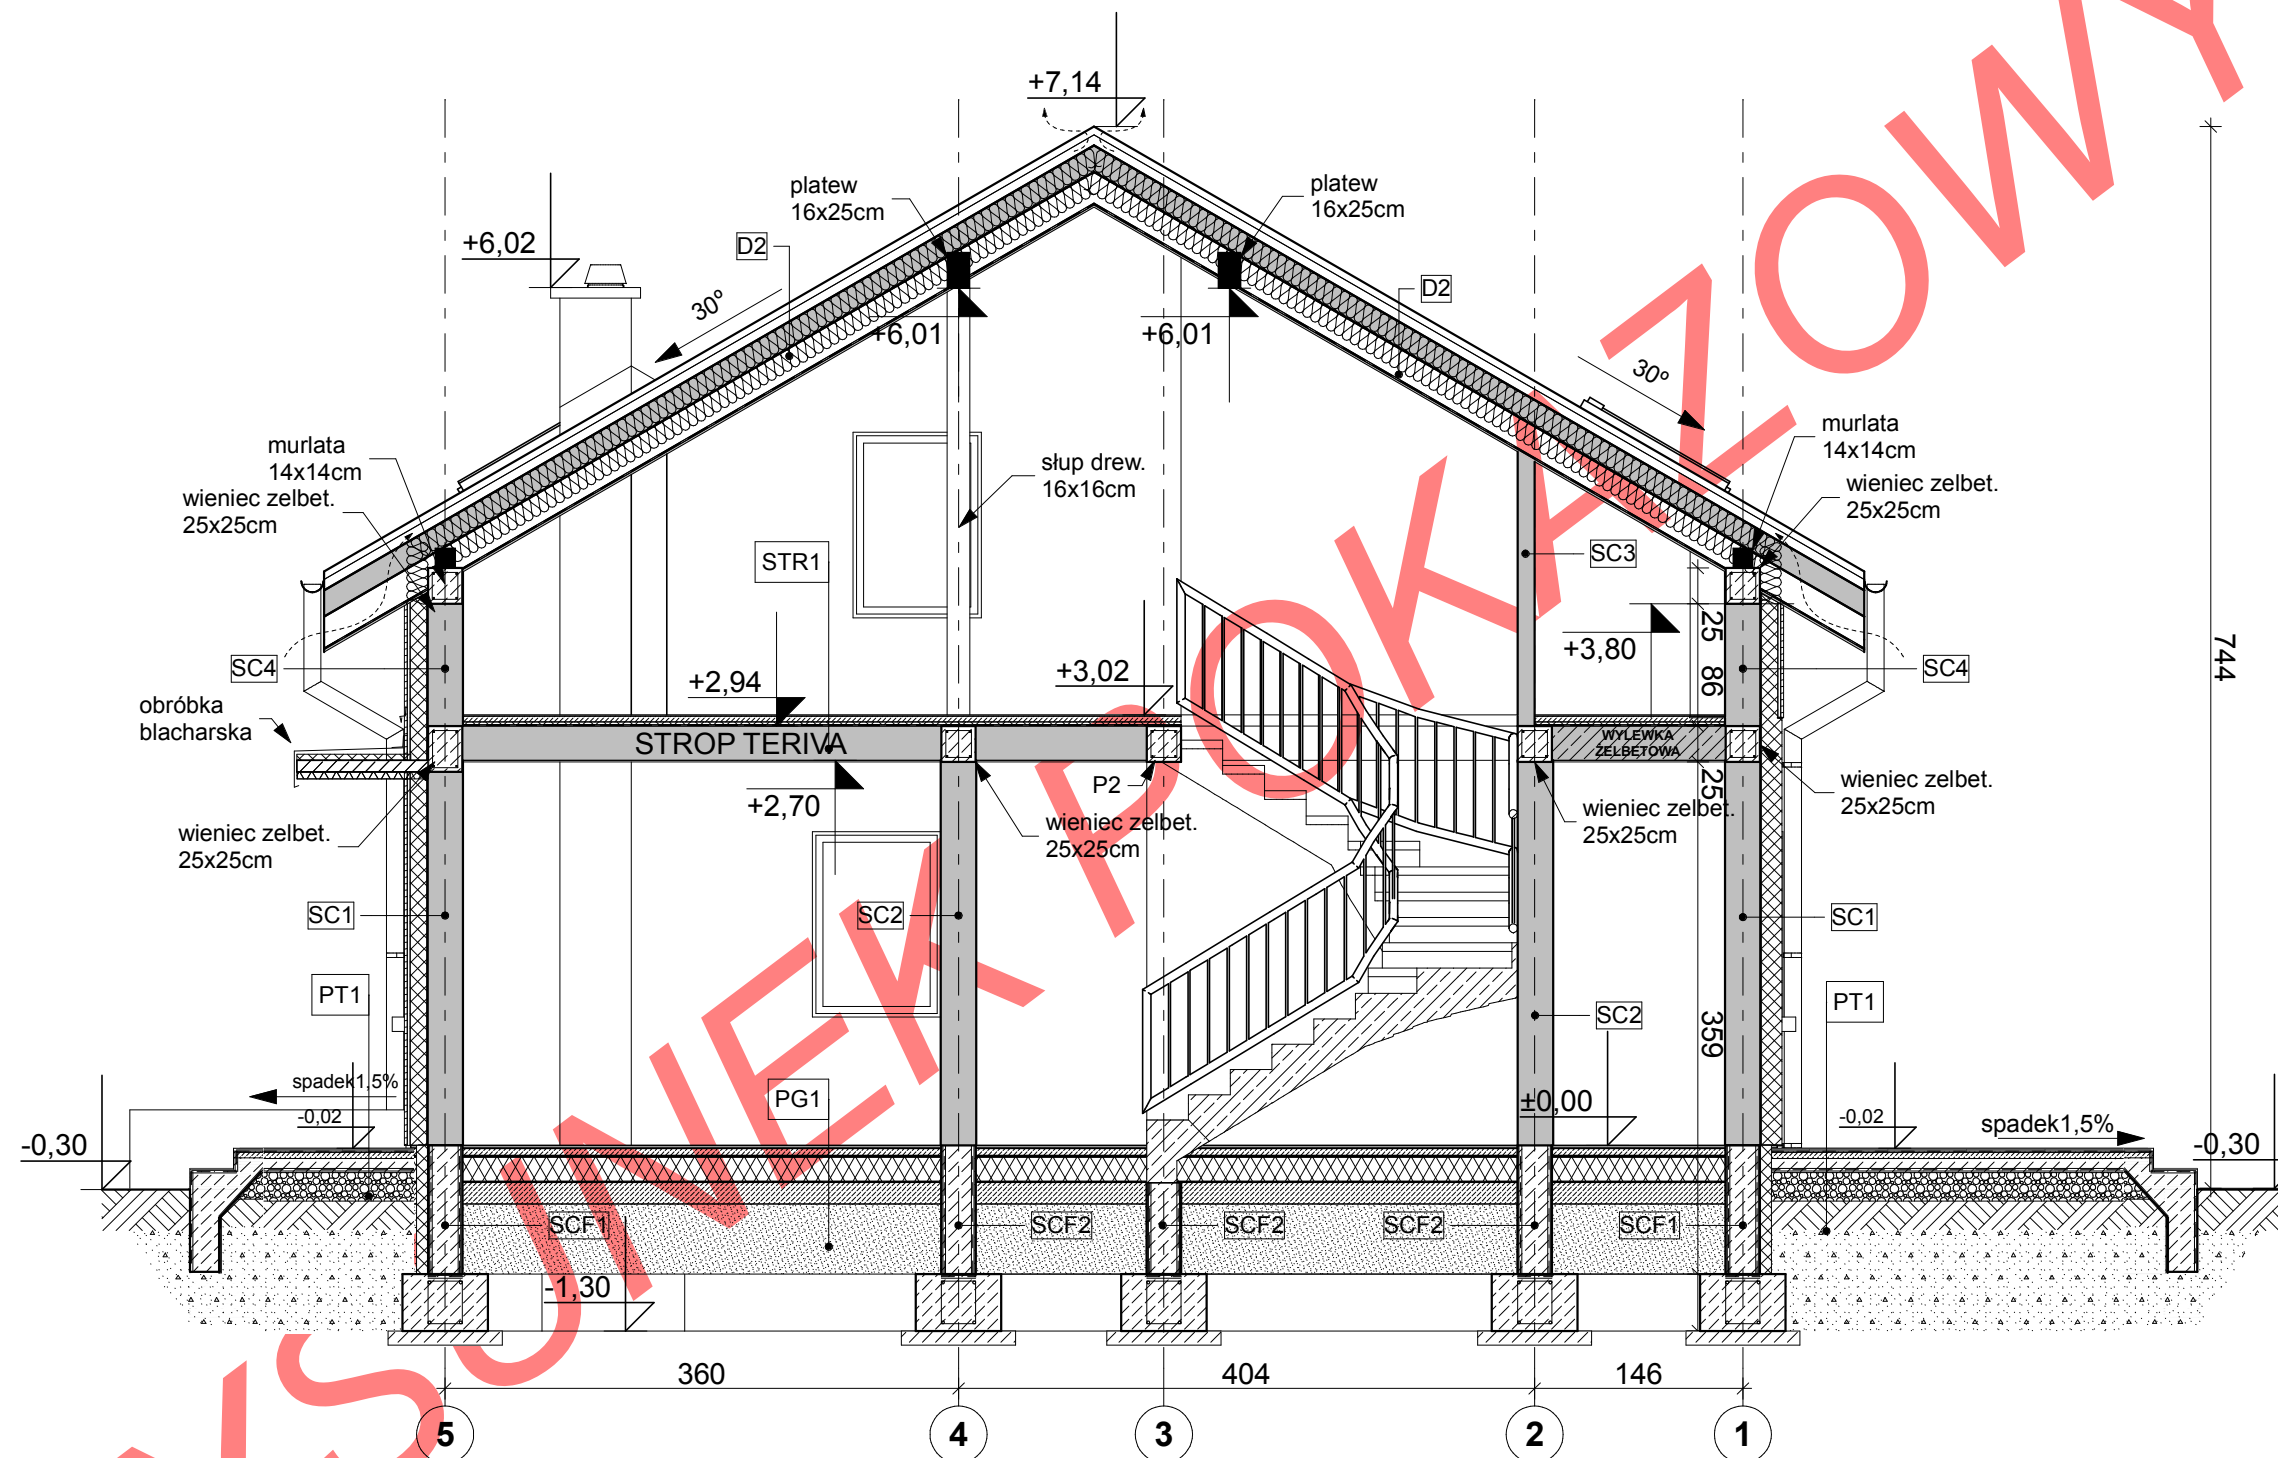 +7,14
platew
16x25cm
platew
16x25cm
+6,02
D2
D2
30º
+6,01
+6,01
30º
murlata
14x14cm
wieniec zelbet.
25x25cm
słup drew.
16x16cm
murlata
14x14cm
wieniec zelbet.
25x25cm
STR1
SC3
25
86
744
+3,80
SC4
SC4
+2,94
+3,02
obróbka
blacharska
STROP TERIVA
WYLEWKA
ŻELBETOWA
P2
+2,70
25
wieniec zelbet.
25x25cm
wieniec zelbet.
25x25cm
wieniec zelbet.
25x25cm
wieniec zelbet.
25x25cm
SC1
SC2
SC1
PT1
SC2
359
PT1
spadek1,5%
PG1
±0,00
-0,02
-0,02
spadek1,5%
-0,30
-0,30
SCF1
SCF2
SCF2
SCF2
SCF1
-1,30
360
404
146
5
4
3
2
1
YSUNEK POKAZOWY